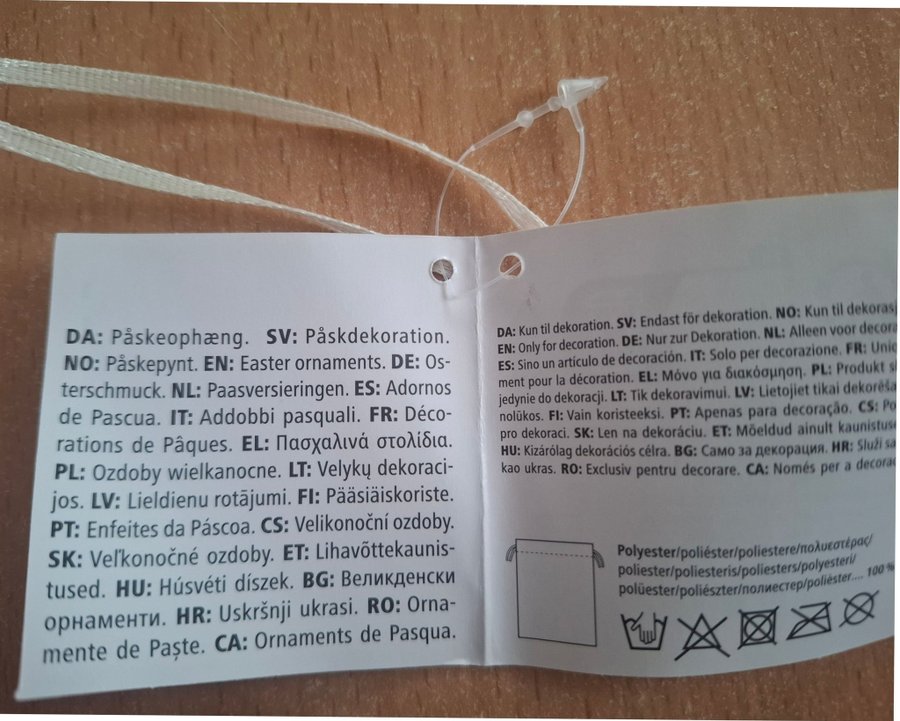 DA: Påskeophæng. SV: Påskdekoration.
NO: Påskepynt. EN: Easter ornaments. DE: Os-
terschmuck. NL: Paasversieringen. ES: Adornos
de Pascua. IT: Addobbi pasquali. FR: Déco-
rations de Pâques. EL: Πασχαλινά στολίδια.
PL: Ozdoby wielkanocne. LT: Velykų dekoraci-
jos. LV: Lieldienu rotājumi. FI: Pääsiäiskoriste.
PT: Enfeites da Páscoa. CS: Velikonoční ozdoby.
SK: Veľkonočné ozdoby. ET: Lihavõttekaunis-
tused. HU: Húsvéti díszek. BG: Великденски
орнаменти. HR: Uskršnji ukrasi. RO: Orna-
mente de Paște. CA: Ornaments de Pasqua.
DA: Kun til dekoration. SV: Endast för dekoration. NO: Kun til dekorasj
EN: Only for decoration. DE: Nur zur Dekoration. NL: Alleen voor decora
ES: Sino un artículo de decoración. IT: Solo per decorazione. FR: Uniq
ment pour la décoration. EL: Μόνο για διακόσμηση. PL: Produkt sł
jedynie do dekoracji. LT: Tik dekoravimui. LV: Lietojiet tikai dekorēša
nolūkos. FI: Vain koristeeksi. PT: Apenas para decoração. CS: Po
pro dekoraci. SK: Len na dekoráciu. ET: Mõeldud ainult kaunistuse
HU: Kizárólag dekorációs célra. BG: Само за декорация. HR: Služi sa
kao ukras. RO: Exclusiv pentru decorare. CA: Només per a decorac
Polyester/poliéster/poliestere/πολυεστέρας/
poliester/poliesteris/poliesters/polyesteri/
polüester/poliészter/полиестер/polièster.... 100 %